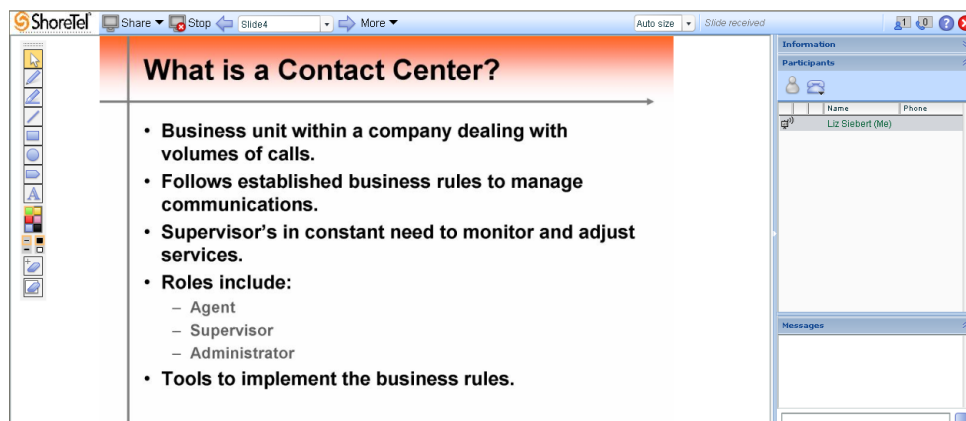 ShoreTel Share Stop Slide4 More Auto size Slide received 1 0 ?
What is a Contact Center?
• Business unit within a company dealing with
volumes of calls.
• Follows established business rules to manage
communications.
• Supervisor's in constant need to monitor and adjust
services.
• Roles include:
– Agent
– Supervisor
– Administrator
• Tools to implement the business rules.
A
Information
Participants
Name Phone
Liz Siebert (Me)
Messages